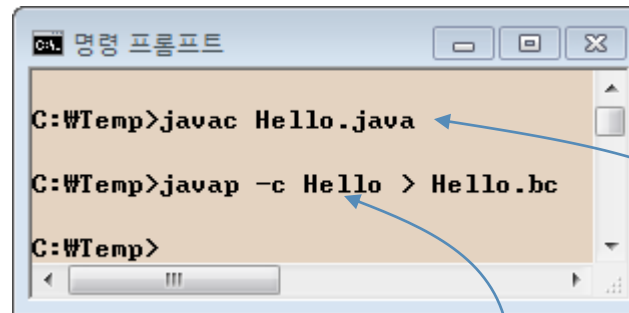 C:\. 명령 프롬프트
C:₩Temp>javac Hello.java
C:₩Temp>javap -c Hello > Hello.bc
C:₩Temp>